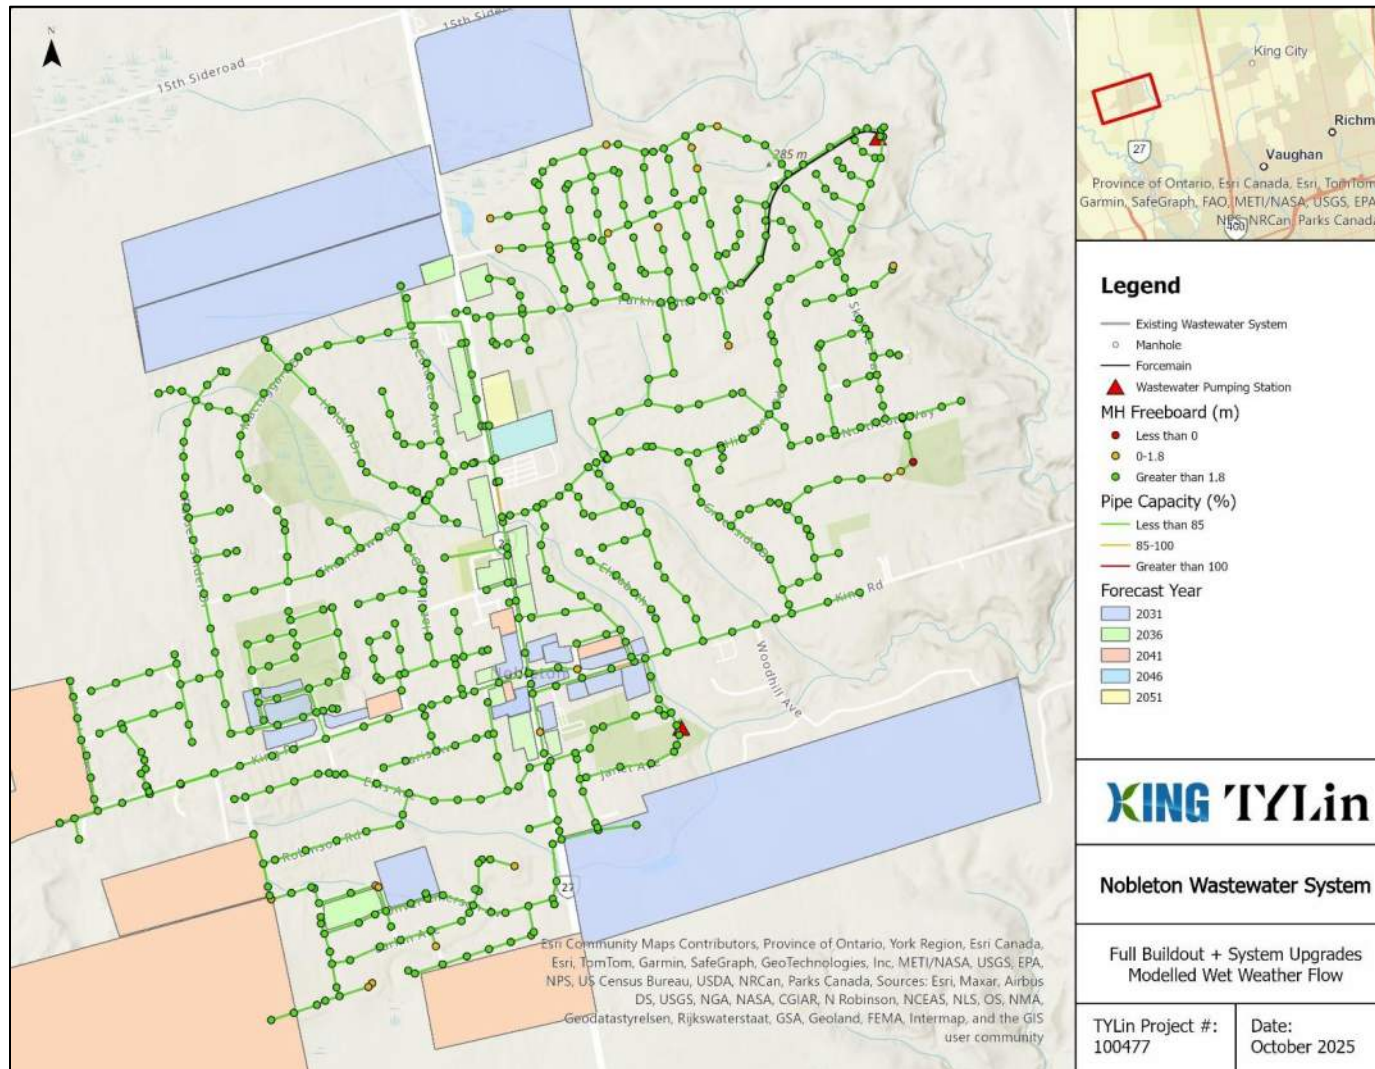 N
15th Sideroad
15th Sideroad
285 m
27
King Rd
Woodhill Ave
Nobleton
Janet Ave
Robinson Rd
27
Esri Community Maps Contributors, Province of Ontario, York Region, Esri Canada,
Esri, TomTom, Garmin, SafeGraph, GeoTechnologies, Inc, METI/NASA, USGS, EPA,
NPS, US Census Bureau, USDA, NRCan, Parks Canada, Sources: Esri, Maxar, Airbus
DS, USGS, NGA, NASA, CGIAR, N Robinson, NCEAS, NLS, OS, NMA,
Geodatastyrelsen, Rijkswaterstaat, GSA, Geoland, FEMA, Intermap, and the GIS
user community
King City
Richm
27
Vaughan
Province of Ontario, Esri Canada, Esri, TomTom,
Garmin, SafeGraph, FAO, METI/NASA, USGS, EPA,
NPS, NRCan, Parks Canada
400
Legend
Existing Wastewater System
Manhole
Forcemain
Wastewater Pumping Station
MH Freeboard (m)
Less than 0
0-1.8
Greater than 1.8
Pipe Capacity (%)
Less than 85
85-100
Greater than 100
Forecast Year
2031
2036
2041
2046
2051
KING TYLin
Nobleton Wastewater System
Full Buildout + System Upgrades
Modelled Wet Weather Flow
TYLin Project #:
100477
Date:
October 2025